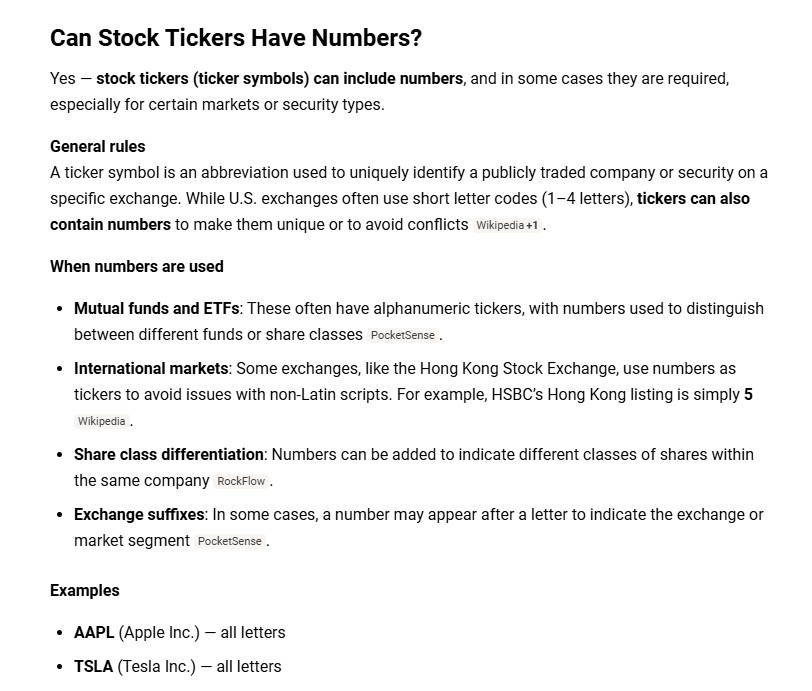 Can Stock Tickers Have Numbers?
Yes — stock tickers (ticker symbols) can include numbers, and in some cases they are required,
especially for certain markets or security types.
General rules
A ticker symbol is an abbreviation used to uniquely identify a publicly traded company or security on a
specific exchange. While U.S. exchanges often use short letter codes (1–4 letters), tickers can also
contain numbers to make them unique or to avoid conflicts Wikipedia +1 .
When numbers are used
• Mutual funds and ETFs: These often have alphanumeric tickers, with numbers used to distinguish
between different funds or share classes PocketSense .
• International markets: Some exchanges, like the Hong Kong Stock Exchange, use numbers as
tickers to avoid issues with non-Latin scripts. For example, HSBC’s Hong Kong listing is simply 5
Wikipedia .
• Share class differentiation: Numbers can be added to indicate different classes of shares within
the same company RockFlow .
• Exchange suffixes: In some cases, a number may appear after a letter to indicate the exchange or
market segment PocketSense .
Examples
• AAPL (Apple Inc.) — all letters
• TSLA (Tesla Inc.) — all letters